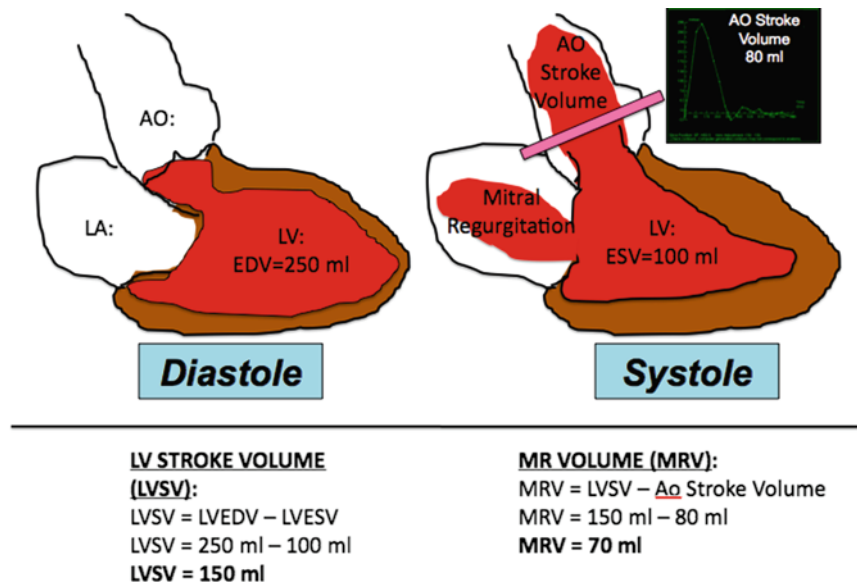 AO Stroke
Volume
80 ml
AO:
LA:
LV:
EDV=250 ml
AO
Stroke
Volume
Mitral
Regurgitation
LV:
ESV=100 ml
Diastole
Systole
LV STROKE VOLUME
(LVSV):
LVSV = LVEDV – LVESV
LVSV = 250 ml – 100 ml
LVSV = 150 ml
MR VOLUME (MRV):
MRV = LVSV – Ao Stroke Volume
MRV = 150 ml – 80 ml
MRV = 70 ml